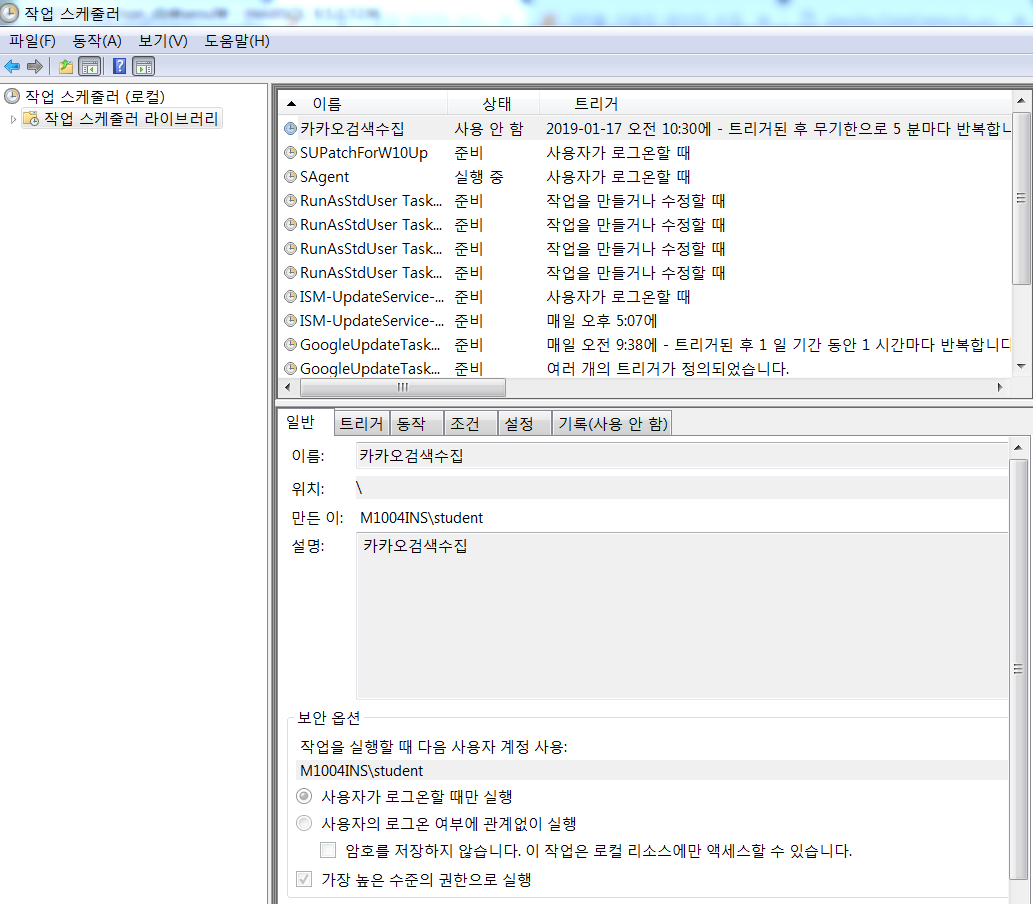 작업 스케줄러
파일(F) 동작(A) 보기(V) 도움말(H)
작업 스케줄러 (로컬)
작업 스케줄러 라이브러리
이름 상태 트리거
카카오검색수집 사용 안 함 2019-01-17 오전 10:30에 - 트리거된 후 무기한으로 5 분마다 반복합니
SUPatchForW10Up 준비 사용자가 로그온할 때
SAgent 실행 중 사용자가 로그온할 때
RunAsStdUser Task... 준비 작업을 만들거나 수정할 때
RunAsStdUser Task... 준비 작업을 만들거나 수정할 때
RunAsStdUser Task... 준비 작업을 만들거나 수정할 때
RunAsStdUser Task... 준비 작업을 만들거나 수정할 때
ISM-UpdateService-... 준비 사용자가 로그온할 때
ISM-UpdateService-... 준비 매일 오후 5:07에
GoogleUpdateTask... 준비 매일 오전 9:38에 - 트리거된 후 1 일 기간 동안 1 시간마다 반복합니다
GoogleUpdateTask... 준비 여러 개의 트리거가 정의되었습니다.
일반 트리거 동작 조건 설정 기록(사용 안 함)
이름: 카카오검색수집
위치: \
만든 이: M1004INS\student
설명: 카카오검색수집
보안 옵션
작업을 실행할 때 다음 사용자 계정 사용:
M1004INS\student
사용자가 로그온할 때만 실행
사용자의 로그온 여부에 관계없이 실행
암호를 저장하지 않습니다. 이 작업은 로컬 리소스에만 액세스할 수 있습니다.
가장 높은 수준의 권한으로 실행